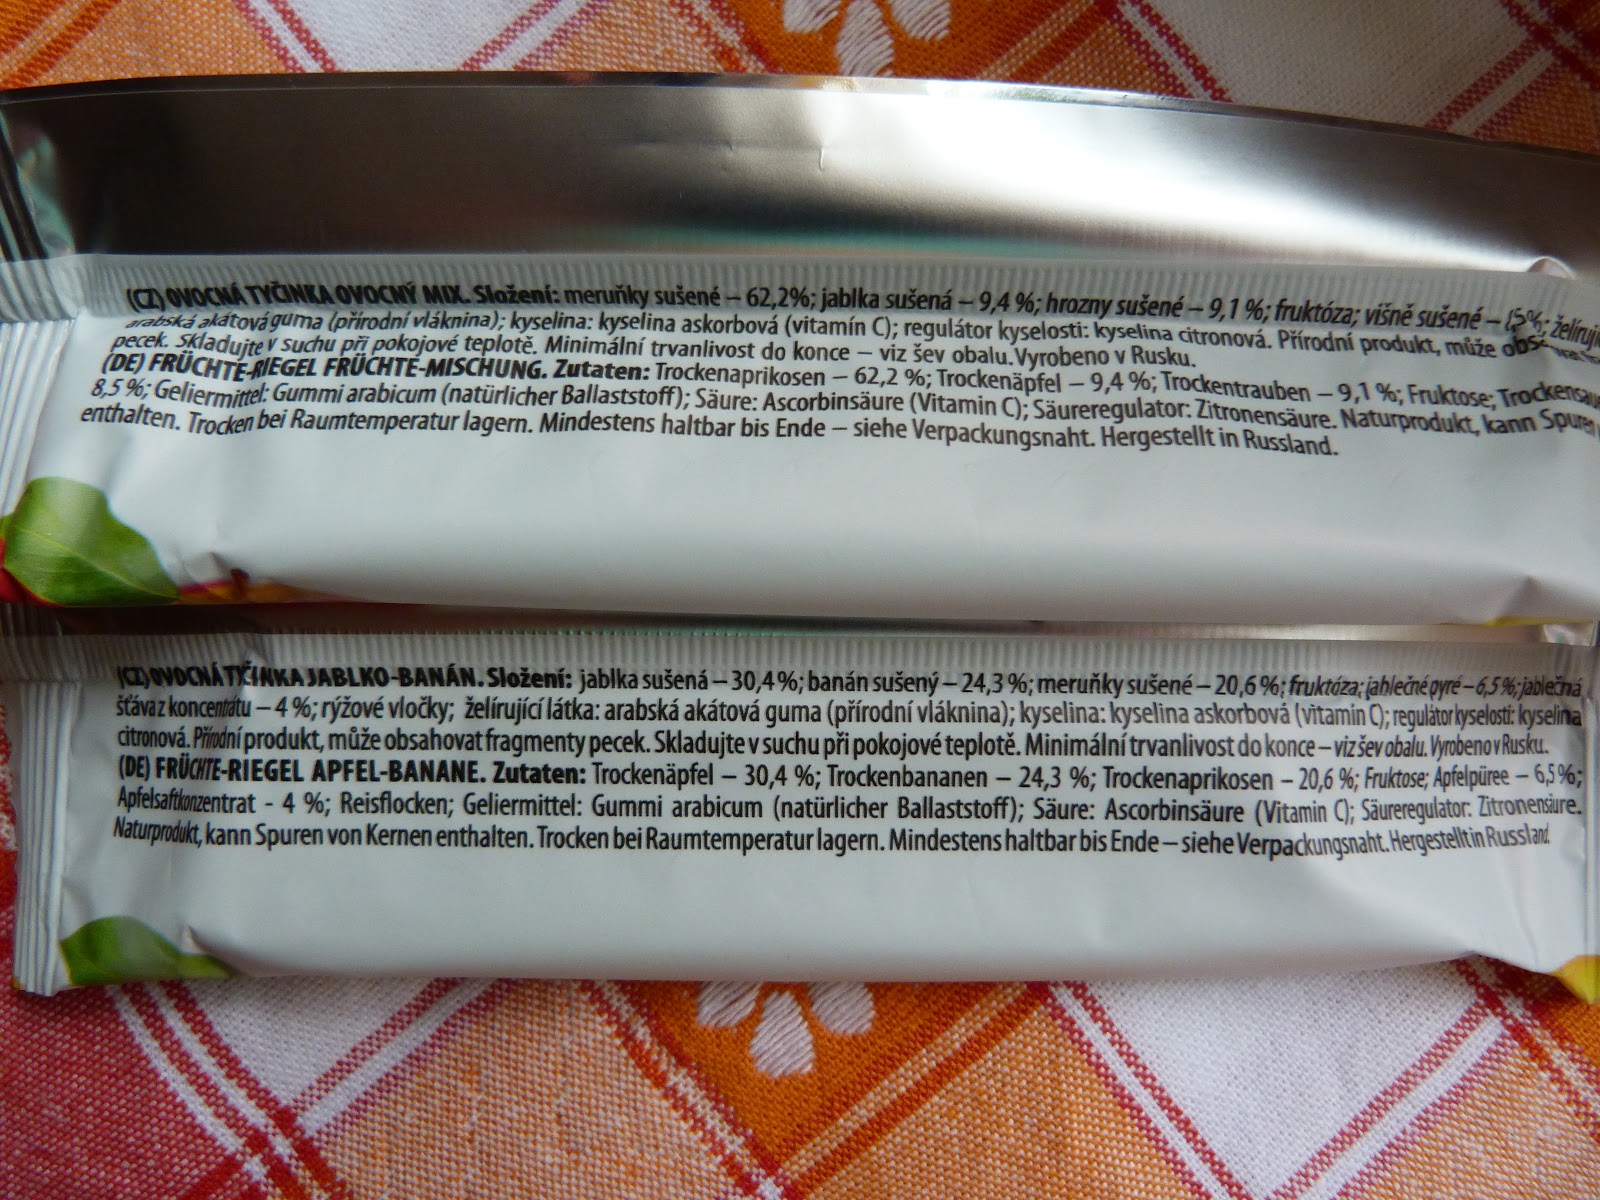 (CZ) OVOCNÁ TYČINKA OVOCNÝ MIX. Složení: meruňky sušené – 62,2%; jablka sušená – 9,4 %; hrozny sušené – 9,1 %; fruktóza; višně sušené –
arabská akátová guma (přírodní vláknina); kyselina: kyselina askorbová (vitamín C); regulátor kyselosti: kyselina citronová. Přírodní produkt, může
pecek. Skladujte v suchu při pokojové teplotě. Minimální trvanlivost do konce – viz šev obalu. Vyrobeno v Rusku.
(DE) FRÜCHTE-RIEGEL FRÜCHTE-MISCHUNG. Zutaten: Trockenaprikosen – 62,2 %; Trockenäpfel – 9,4 %; Trockentrauben – 9,1 %; Fruktose;
8,5 %; Geliermittel: Gummi arabicum (natürlicher Ballaststoff); Säure: Ascorbinsäure (Vitamin C); Säureregulator: Zitronensäure. Naturprodukt, kann Spuren
enthalten. Trocken bei Raumtemperatur lagern. Mindestens haltbar bis Ende – siehe Verpackungsnaht. Hergestellt in Russland.
(CZ) OVOCNÁ TYČINKA JABLKO-BANÁN. Složení: jablka sušená – 30,4%; banán sušený – 24,3 %; meruňky sušené – 20,6 %; fruktóza; jablečné pyré – 6,5 %; jablečná
šťáva z koncentrátu – 4 %; rýžové vločky; želírující látka: arabská akátová guma (přírodní vláknina); kyselina: kyselina askorbová (vitamín C); regulátor kyselosti: kyselina
citronová. Přírodní produkt, může obsahovat fragmenty pecek. Skladujte v suchu při pokojové teplotě. Minimální trvanlivost do konce – viz šev obalu. Vyrobeno v Rusku.
(DE) FRÜCHTE-RIEGEL APFEL-BANANE. Zutaten: Trockenäpfel – 30,4 %; Trockenbananen – 24,3 %; Trockenaprikosen – 20,6 %; Fruktose; Apfelpüree – 6,5 %;
Apfelsaftkonzentrat - 4 %; Reisflocken; Geliermittel: Gummi arabicum (natürlicher Ballaststoff); Säure: Ascorbinsäure (Vitamin C); Säureregulator: Zitronensäure.
Naturprodukt, kann Spuren von Kernen enthalten. Trocken bei Raumtemperatur lagern. Mindestens haltbar bis Ende – siehe Verpackungsnaht. Hergestellt in Russland.